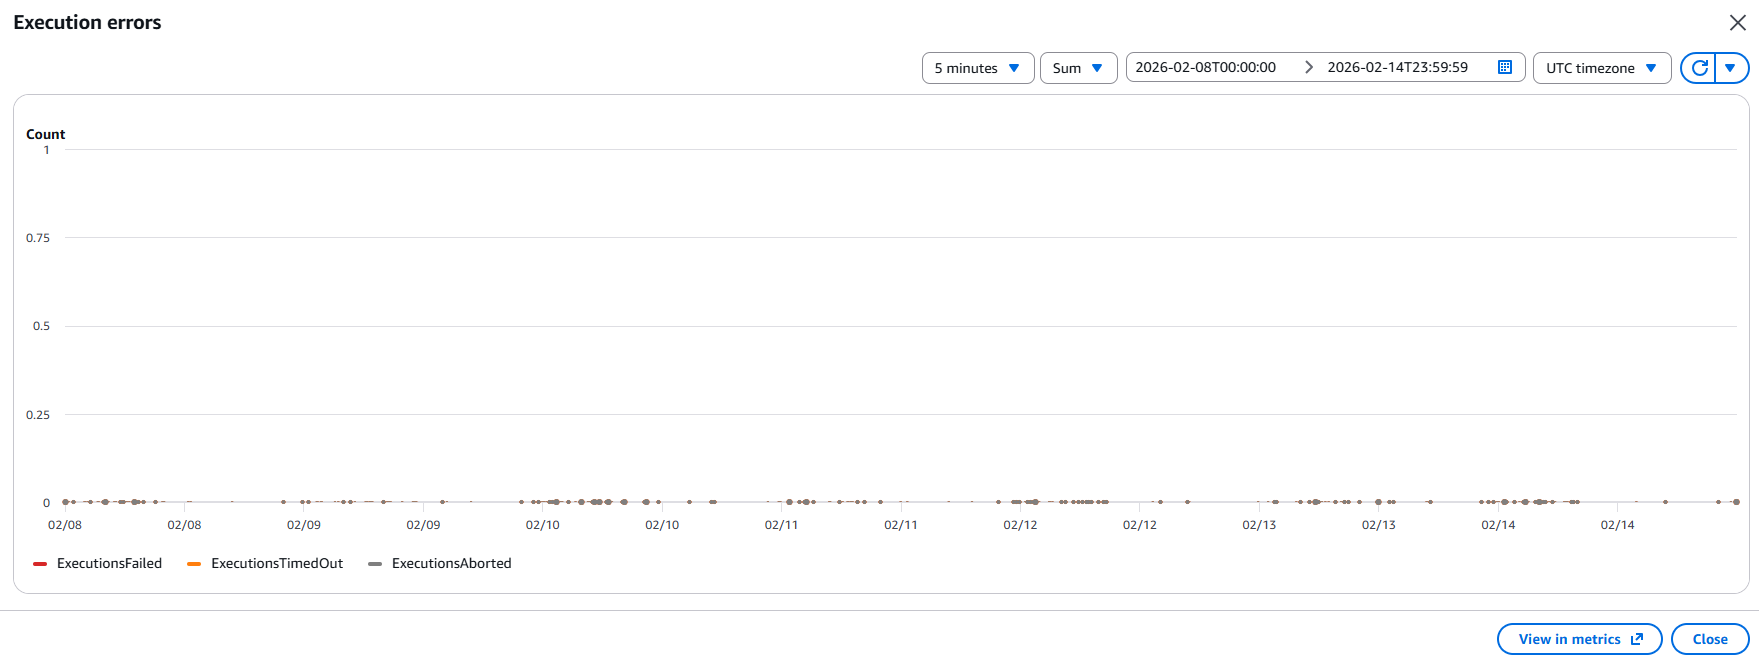 Execution errors
5 minutes Sum 2026-02-08T00:00:00 2026-02-14T23:59:59 UTC timezone
Count
1
0.75
0.5
0.25
0
02/08 02/08 02/09 02/09 02/10 02/10 02/11 02/11 02/12 02/12 02/13 02/13 02/14 02/14
ExecutionsFailed ExecutionsTimedOut ExecutionsAborted
View in metrics Close